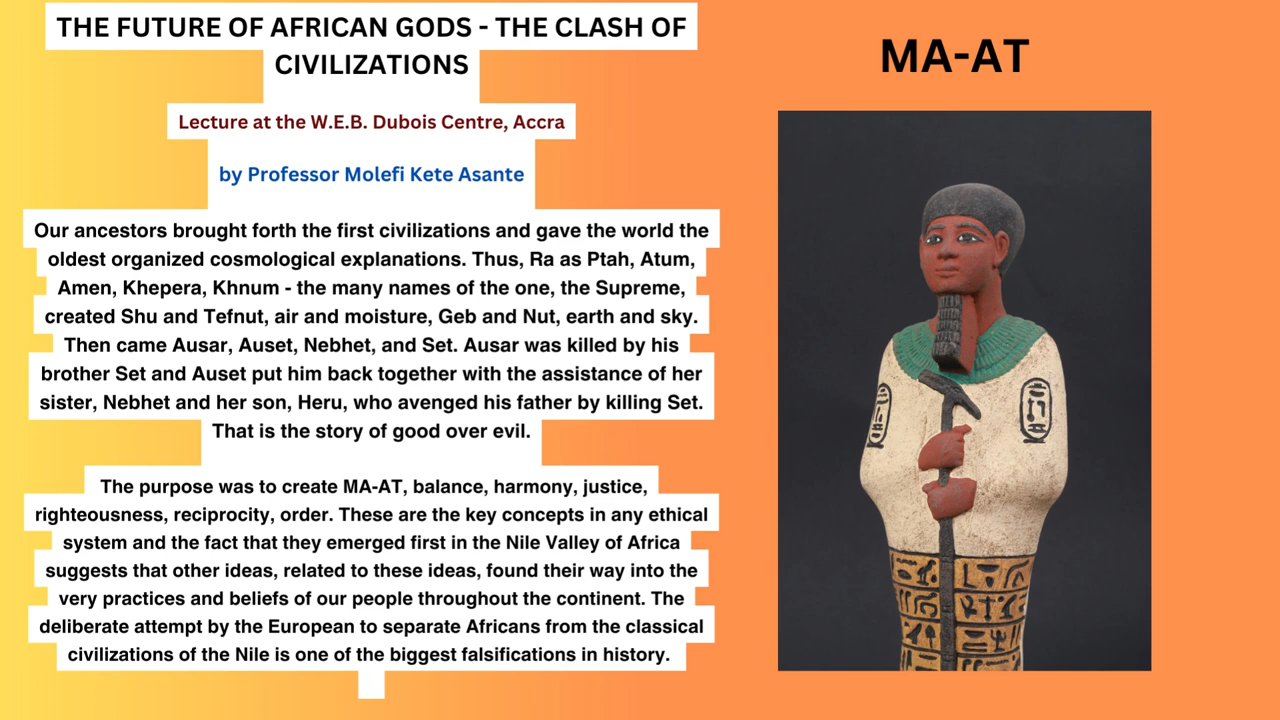 THE FUTURE OF AFRICAN GODS - THE CLASH OF
CIVILIZATIONS
Lecture at the W.E.B. Dubois Centre, Accra
by Professor Molefi Kete Asante
Our ancestors brought forth the first civilizations and gave the world the
oldest organized cosmological explanations. Thus, Ra as Ptah, Atum,
Amen, Khepera, Khnum - the many names of the one, the Supreme,
created Shu and Tefnut, air and moisture, Geb and Nut, earth and sky.
Then came Ausar, Auset, Nebhet, and Set. Ausar was killed by his
brother Set and Auset put him back together with the assistance of her
sister, Nebhet and her son, Heru, who avenged his father by killing Set.
That is the story of good over evil.
The purpose was to create MA-AT, balance, harmony, justice,
righteousness, reciprocity, order. These are the key concepts in any ethical
system and the fact that they emerged first in the Nile Valley of Africa
suggests that other ideas, related to these ideas, found their way into the
very practices and beliefs of our people throughout the continent. The
deliberate attempt by the European to separate Africans from the classical
civilizations of the Nile is one of the biggest falsifications in history.
MA-AT